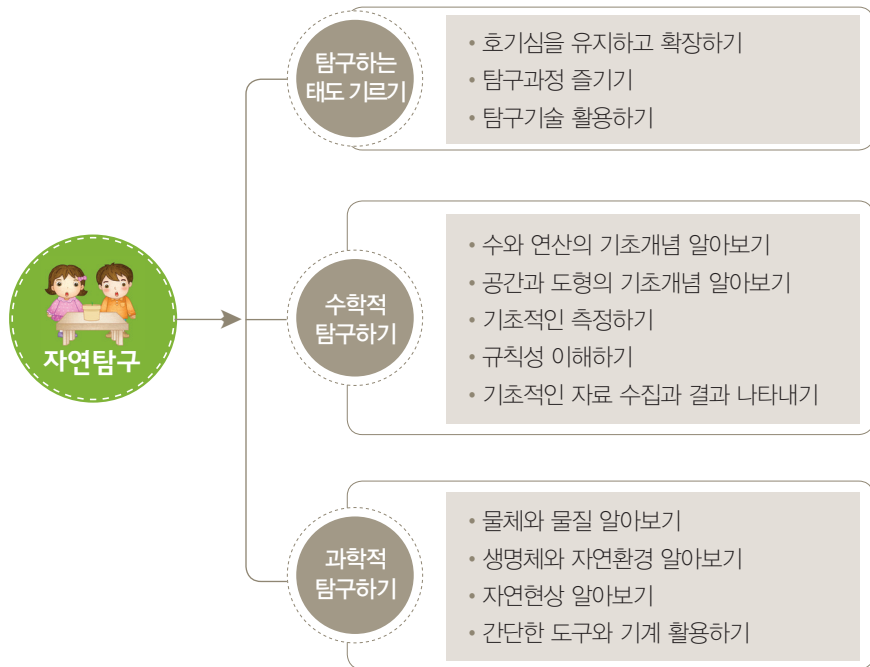 자연탐구
탐구하는
태도 기르기
• 호기심을 유지하고 확장하기
• 탐구과정 즐기기
• 탐구기술 활용하기
수학적
탐구하기
• 수와 연산의 기초개념 알아보기
• 공간과 도형의 기초개념 알아보기
• 기초적인 측정하기
• 규칙성 이해하기
• 기초적인 자료 수집과 결과 나타내기
과학적
탐구하기
• 물체와 물질 알아보기
• 생명체와 자연환경 알아보기
• 자연현상 알아보기
• 간단한 도구와 기계 활용하기